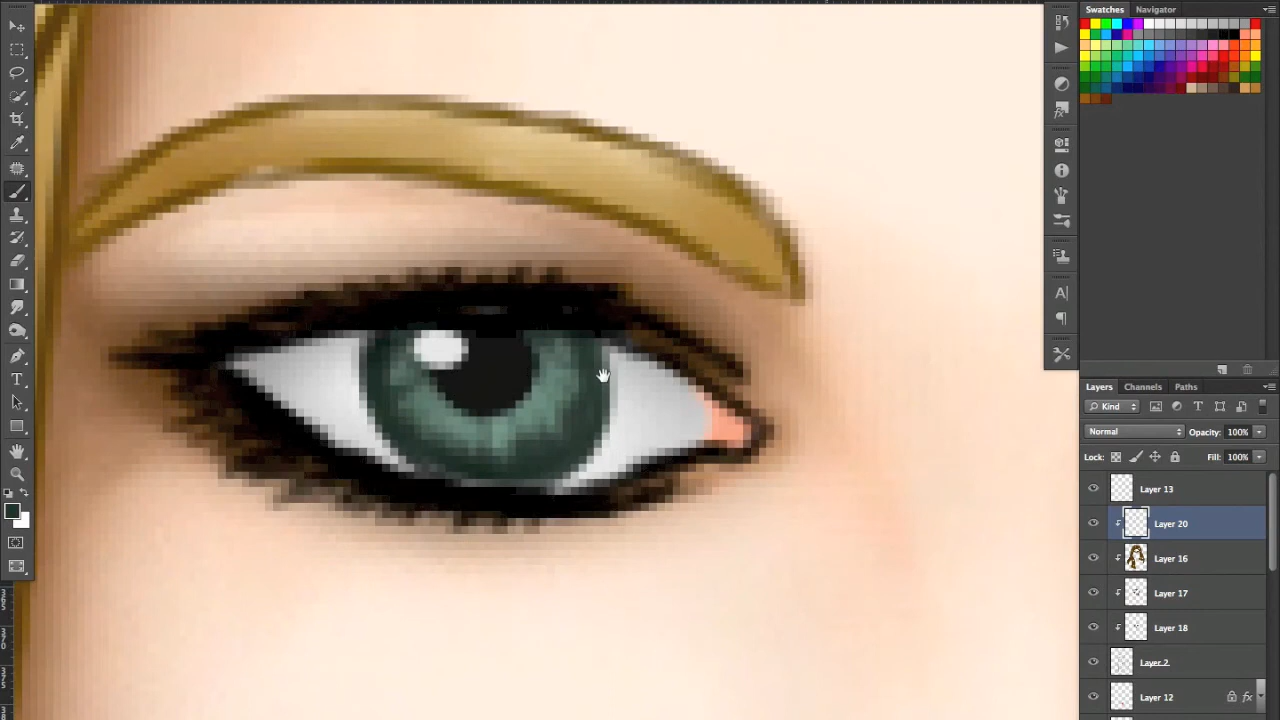 Swatches Navigator
Layers Channels Paths
Kind
Normal Opacity: 100%
Lock: Fill: 100%
Layer 13
Layer 20
Layer 16
Layer 17
Layer 18
Layer 2
Layer 12 fx